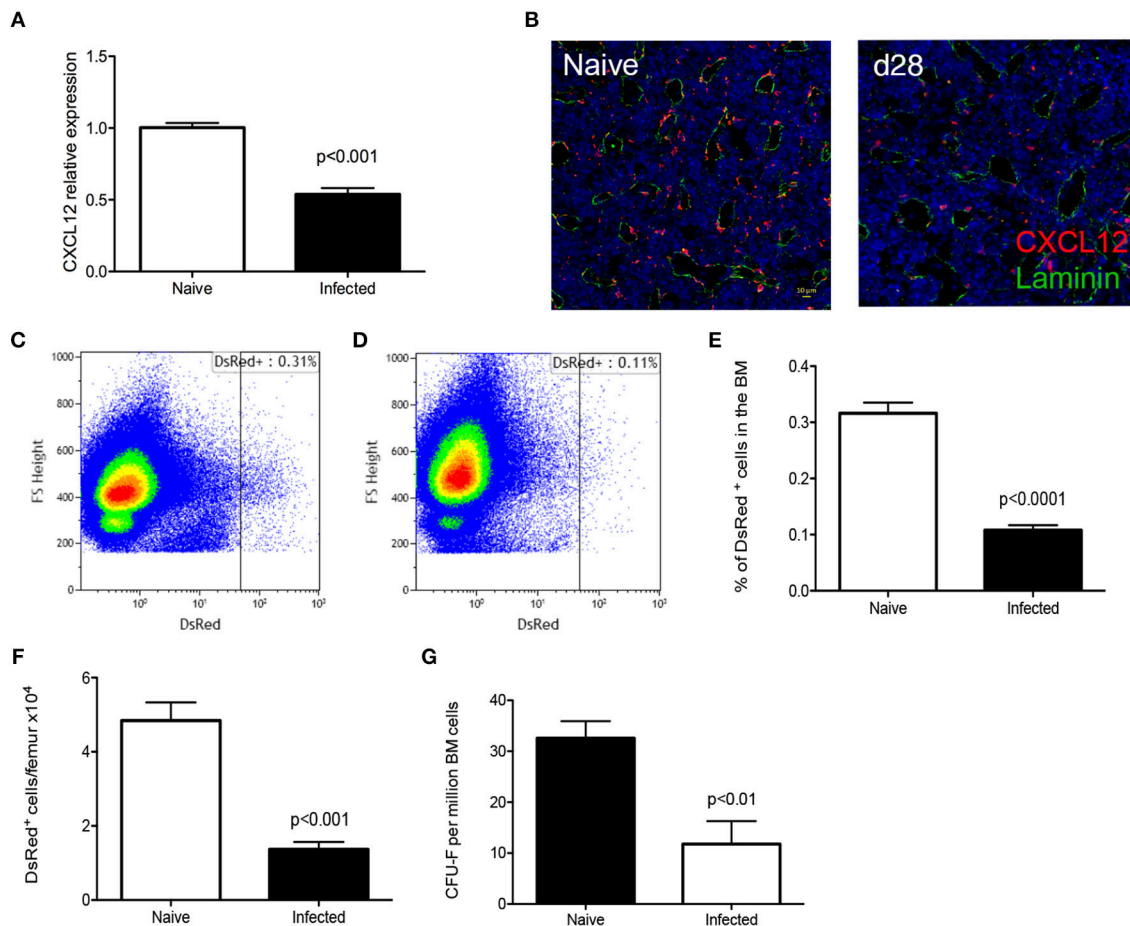 A
CXCL12 relative expression
1.5
1.0
0.5
0.0
p<0.001
Naive
Infected
B
Naive
10 µm
d28
CXCL12
Laminin
C
DsRed+ : 0.31%
FS Height
1000
800
600
400
200
0
10⁰
10¹
10²
10³
DsRed
D
DsRed+ : 0.11%
FS Height
1000
800
600
400
200
0
10⁰
10¹
10²
10³
DsRed
E
% of DsRed⁺ cells in the BM
0.4
0.3
0.2
0.1
0.0
p<0.0001
Naive
Infected
F
DsRed⁺ cells/femur x10⁴
6
4
2
0
p<0.001
Naive
Infected
G
CFU-F per million BM cells
40
30
20
10
0
p<0.01
Naive
Infected